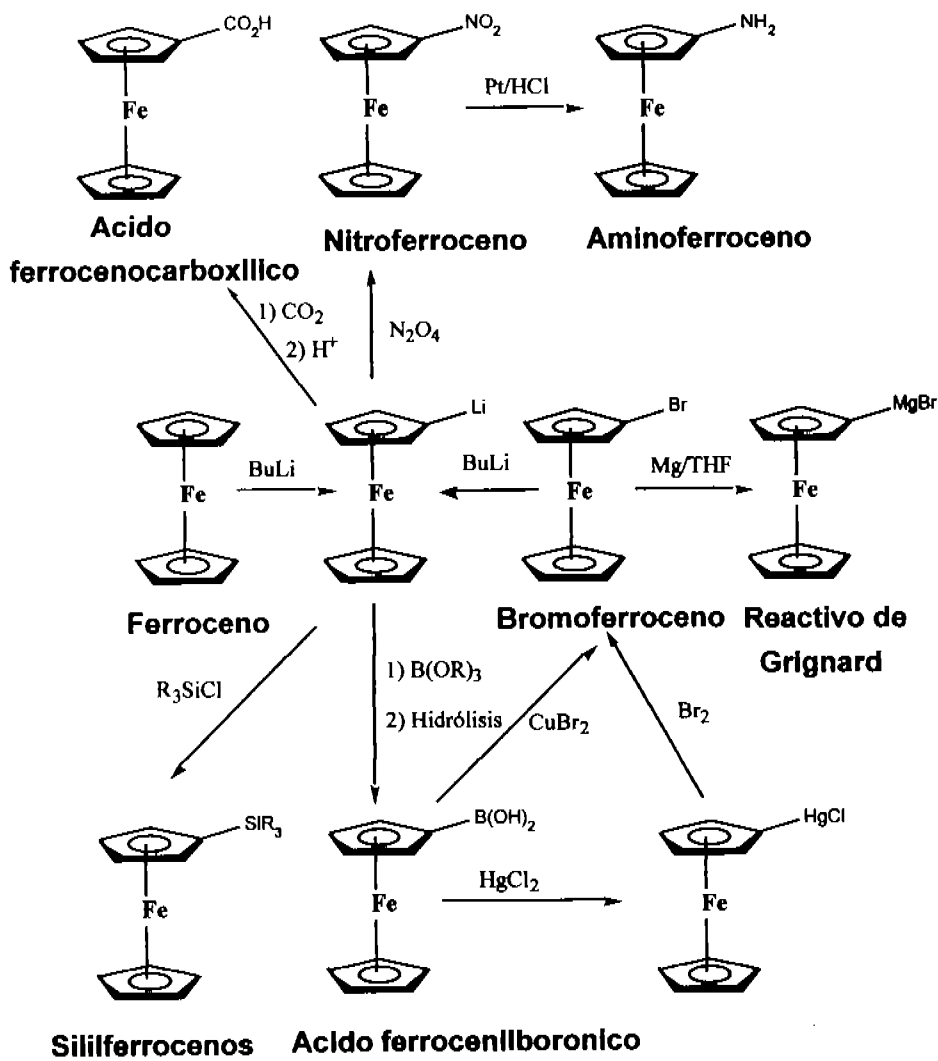 CO2H
NO2
NH2
Fe
Fe
Pt/HCl
Fe
Acido
ferrocenocarboxílico
Nitroferroceno
Aminoferroceno
1) CO2
2) H+
N2O4
Li
Br
MgBr
Fe
BuLi
Fe
BuLi
Fe
Mg/THF
Fe
Ferroceno
Bromoferroceno
Reactivo de
Grignard
R3SiCl
1) B(OR)3
2) Hidrólisis
CuBr2
Br2
SIR3
B(OH)2
HgCl
Fe
Fe
HgCl2
Fe
Sililferrocenos
Acido ferrocenilboronico